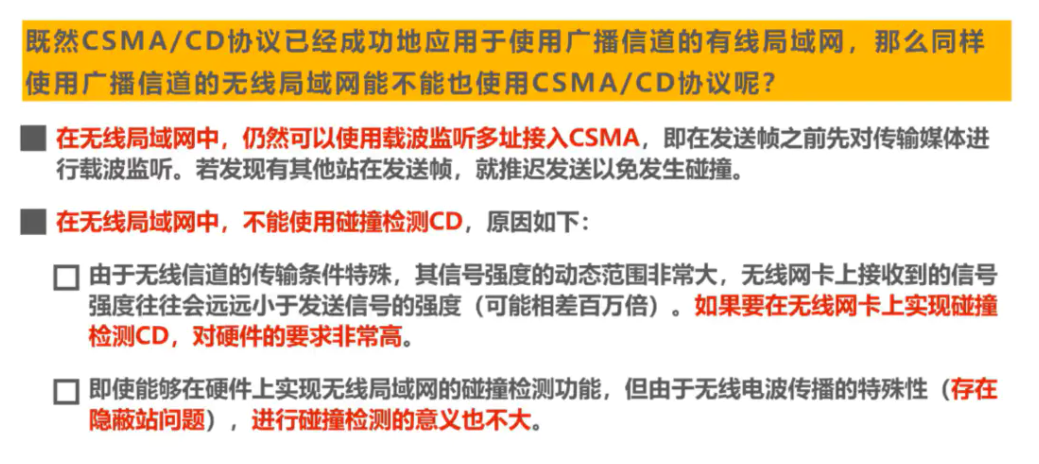 既然CSMA/CD协议已经成功地应用于使用广播信道的有线局域网，那么同样
使用广播信道的无线局域网能不能也使用CSMA/CD协议呢？
在无线局域网中，仍然可以使用载波监听多址接入CSMA，即在发送帧之前先对传输媒体进
行载波监听。若发现有其他站在发送帧，就推迟发送以免发生碰撞。
在无线局域网中，不能使用碰撞检测CD，原因如下：
由于无线信道的传输条件特殊，其信号强度的动态范围非常大，无线网卡上接收到的信号
强度往往会远远小于发送信号的强度（可能相差百万倍）。如果要在无线网卡上实现碰撞
检测CD，对硬件的要求非常高。
即使能够在硬件上实现无线局域网的碰撞检测功能，但由于无线电波传播的特殊性（存在
隐蔽站问题），进行碰撞检测的意义也不大。